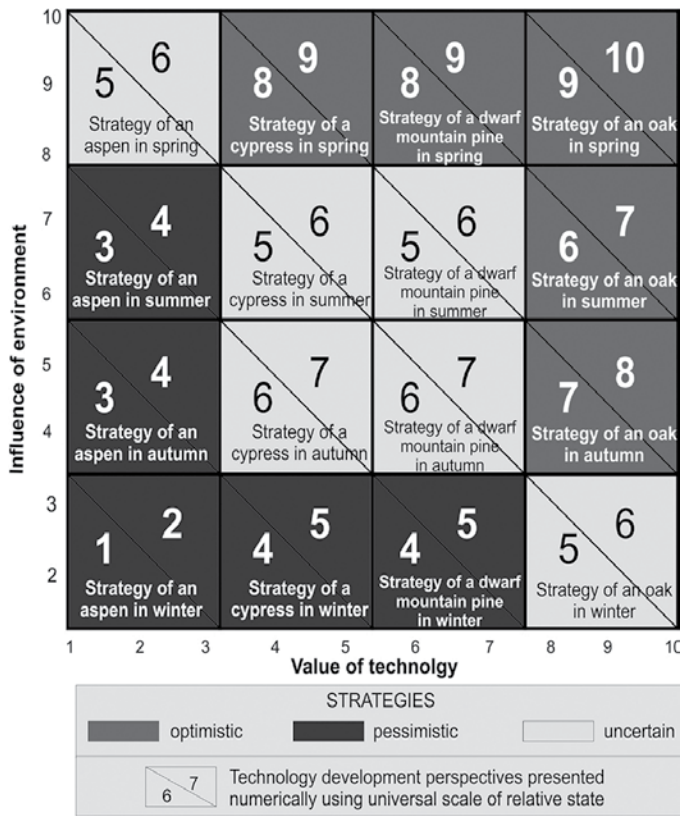 10
9
8
7
6
5
4
3
2
Influence of environment
5 6
Strategy of an
aspen in spring
8 9
Strategy of a
cypress in spring
8 9
Strategy of a dwarf
mountain pine
in spring
9 10
Strategy of an oak
in spring
3 4
Strategy of an
aspen in summer
5 6
Strategy of a
cypress in summer
5 6
Strategy of a dwarf
mountain pine
in summer
6 7
Strategy of an oak
in summer
3 4
Strategy of an
aspen in autumn
6 7
Strategy of a
cypress in autumn
6 7
Strategy of a dwarf
mountain pine
in autumn
7 8
Strategy of an oak
in autumn
1 2
Strategy of an
aspen in winter
4 5
Strategy of a
cypress in winter
4 5
Strategy of a dwarf
mountain pine
in winter
5 6
Strategy of an oak
in winter
1 2 3 4 5 6 7 8 9 10
Value of technolgy
STRATEGIES
optimistic pessimistic uncertain
6 7
Technology development perspectives presented
numerically using universal scale of relative state